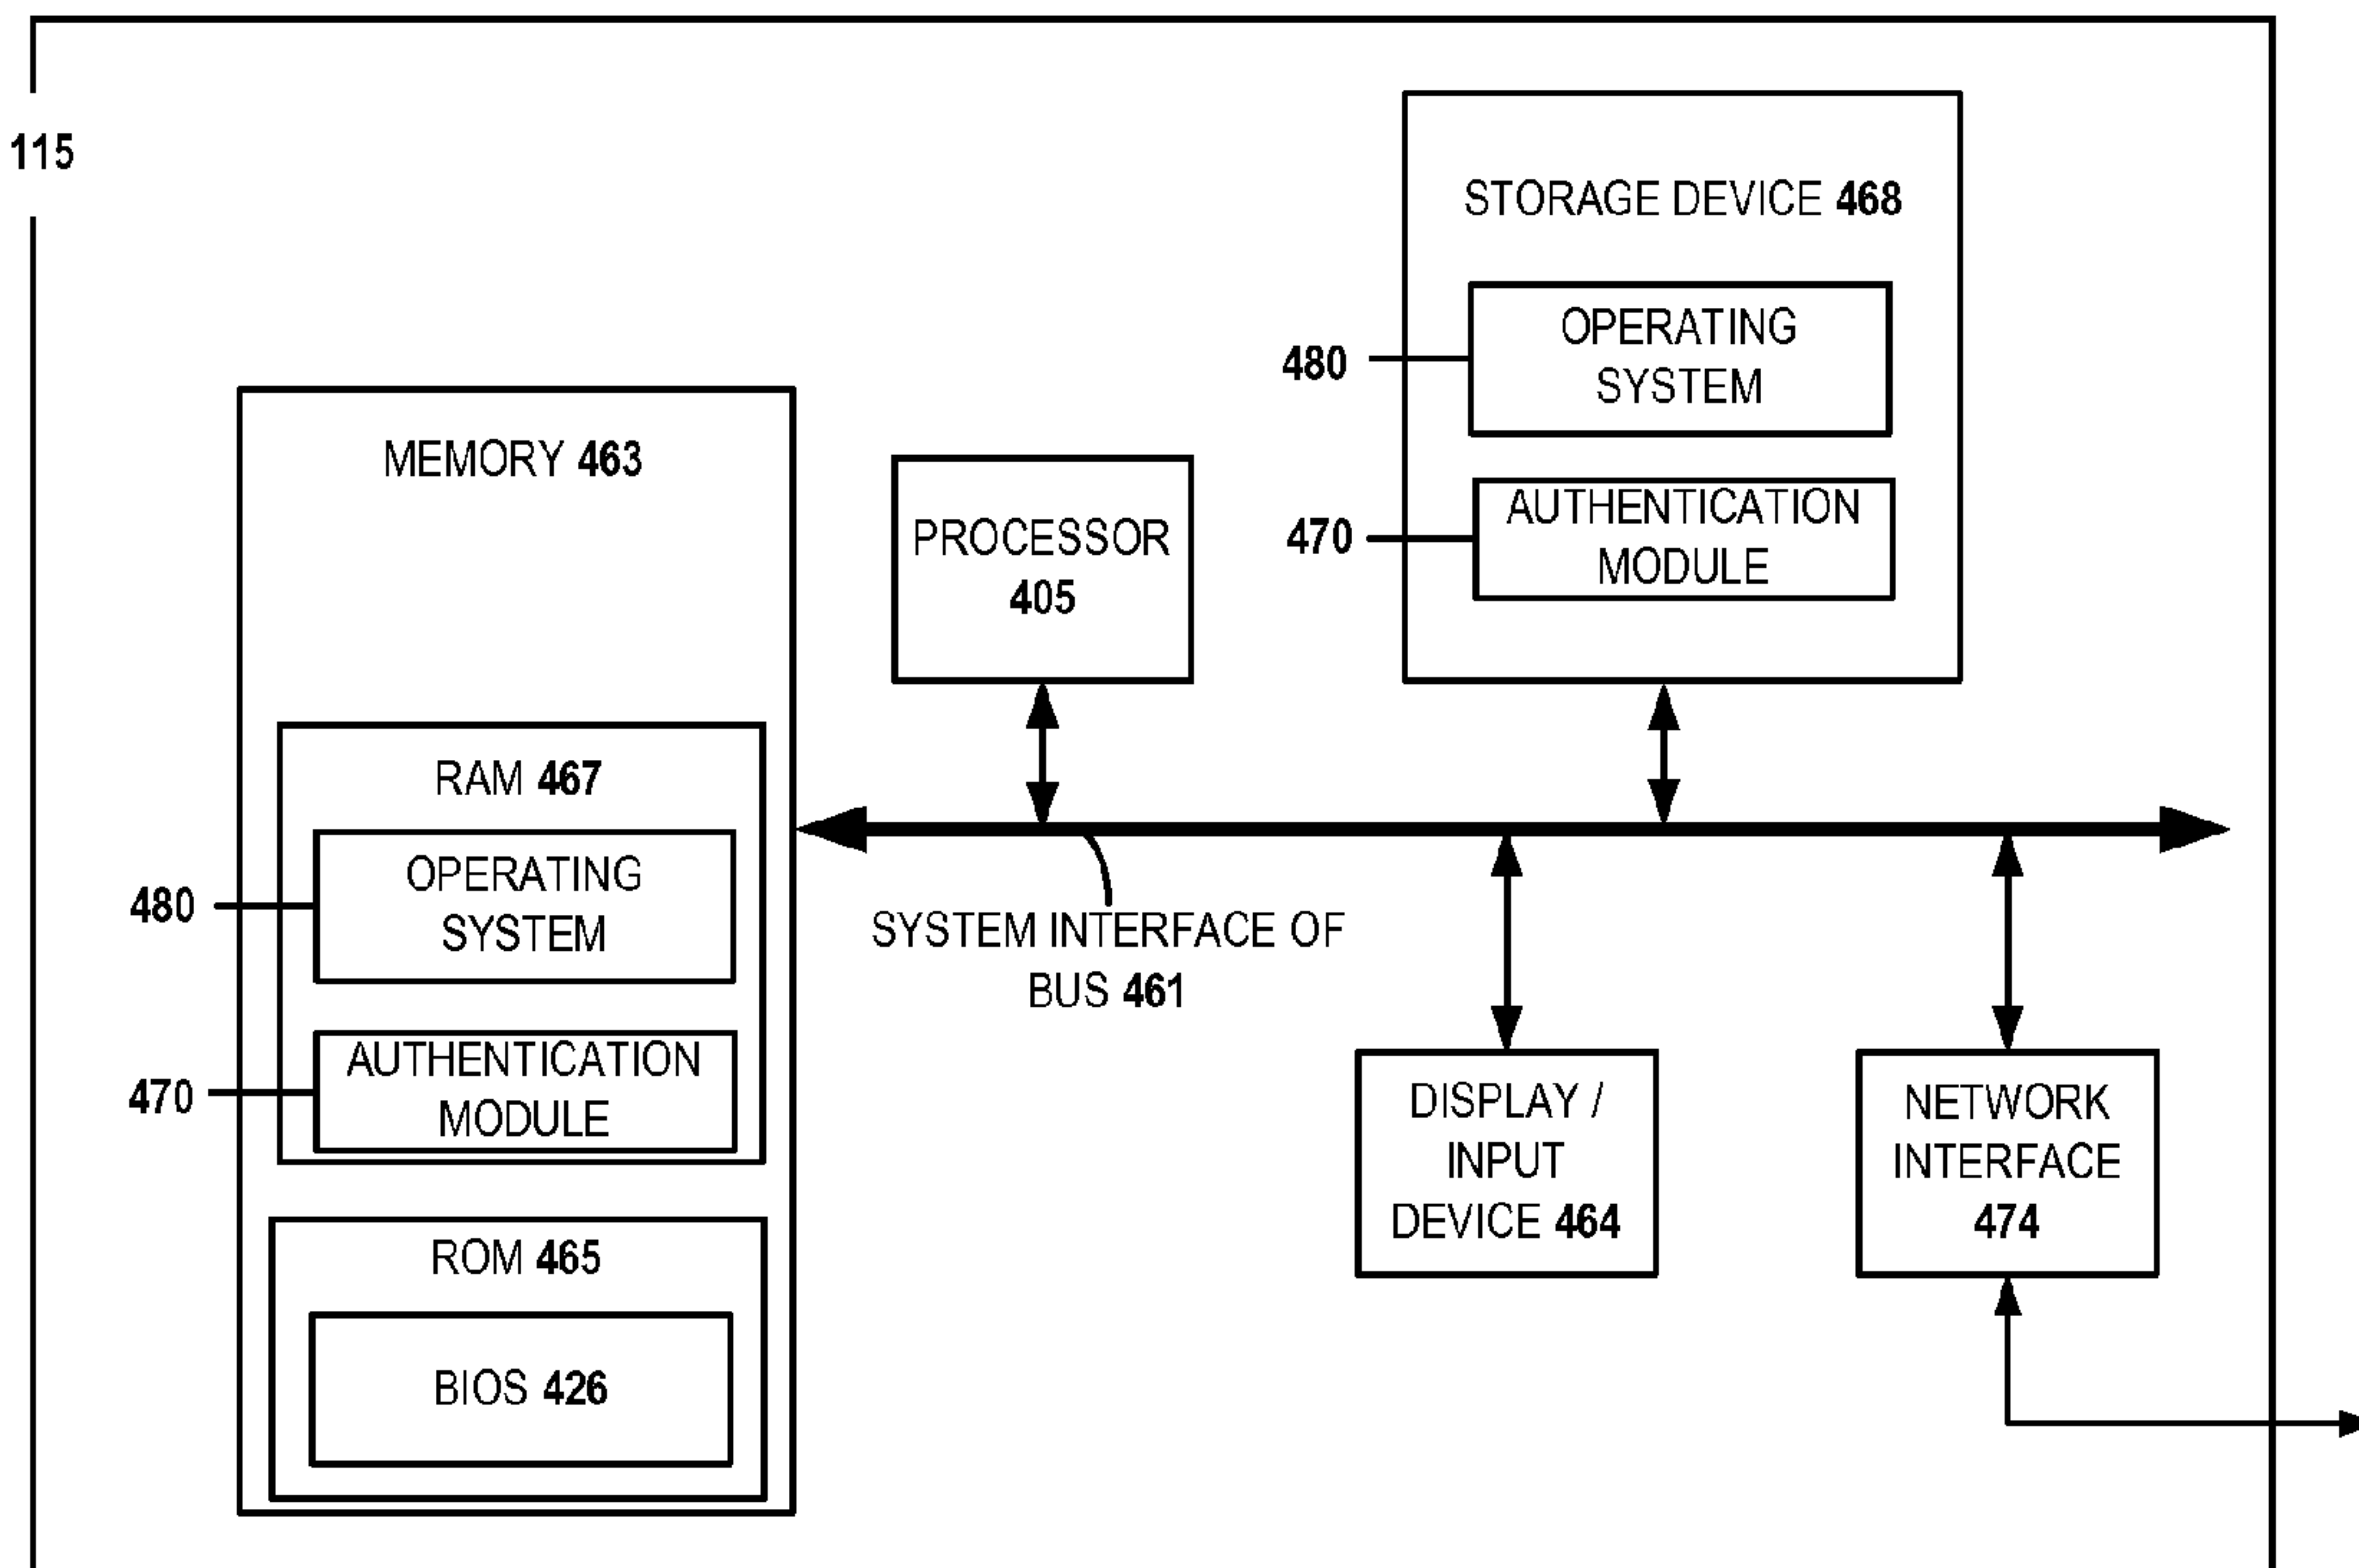 115
STORAGE DEVICE 468
480
OPERATING
SYSTEM
470
AUTHENTICATION
MODULE
MEMORY 463
PROCESSOR
405
RAM 467
480
OPERATING
SYSTEM
470
AUTHENTICATION
MODULE
SYSTEM INTERFACE OF
BUS 461
DISPLAY /
INPUT
DEVICE 464
NETWORK
INTERFACE
474
ROM 465
BIOS 426